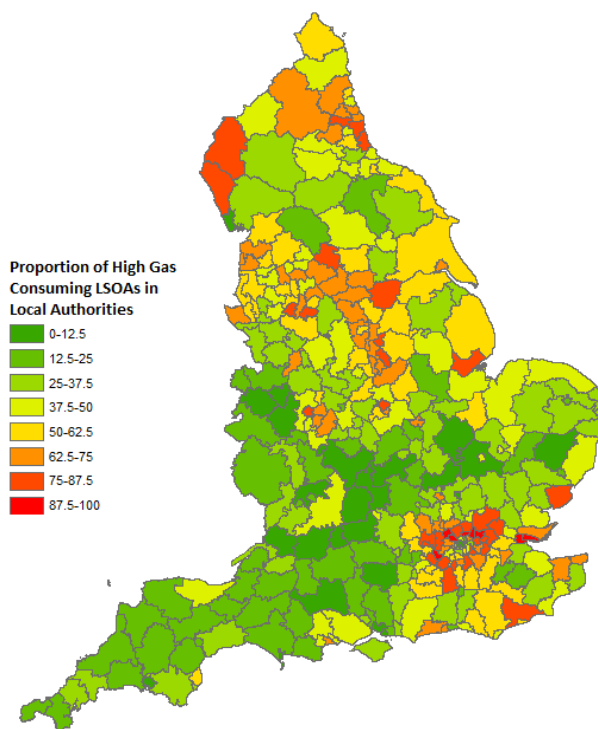 Proportion of High Gas
Consuming LSOAs in
Local Authorities
0-12.5
12.5-25
25-37.5
37.5-50
50-62.5
62.5-75
75-87.5
87.5-100